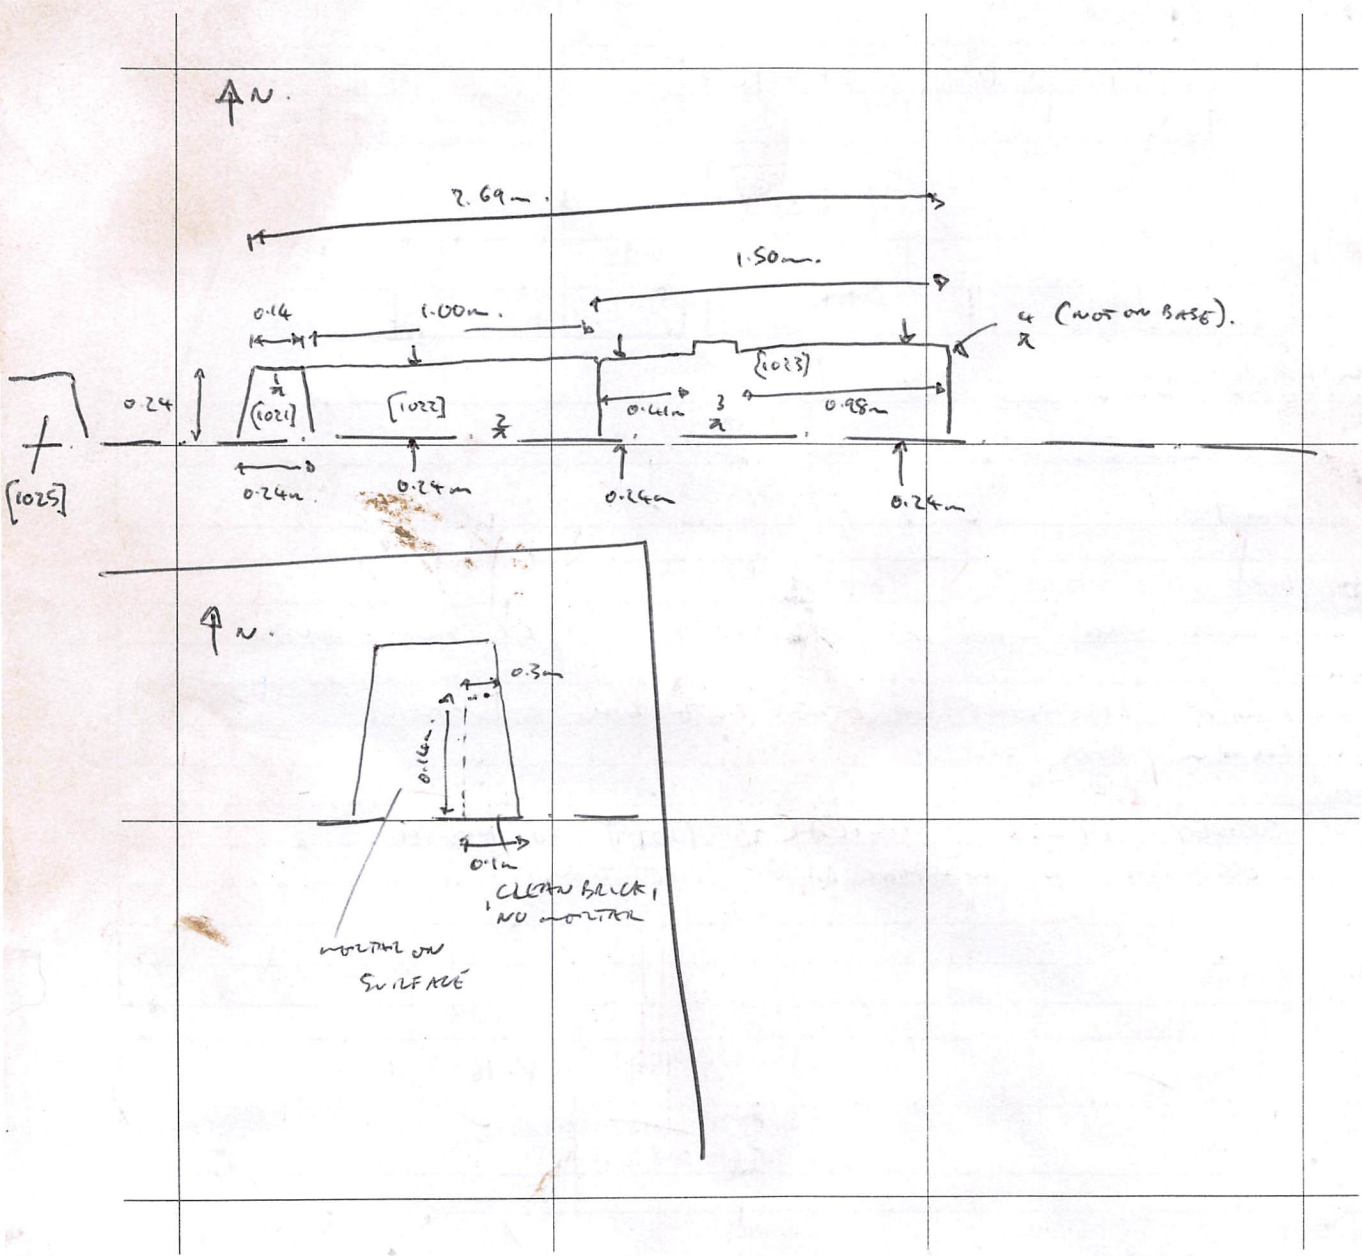 N.
2.69m.
1.50m.
0.14
1.00m.
4 (NOT ON BASE).
0.24
1
[1021]
[1022]
2
[1023]
0.41m
3
0.98m
[1025]
0.24m
0.24m
0.24m
0.24m
N.
0.3m
0.14m
0.1m
CLEAN BRICK,
NO MORTAR
MORTAR ON
SURFACE